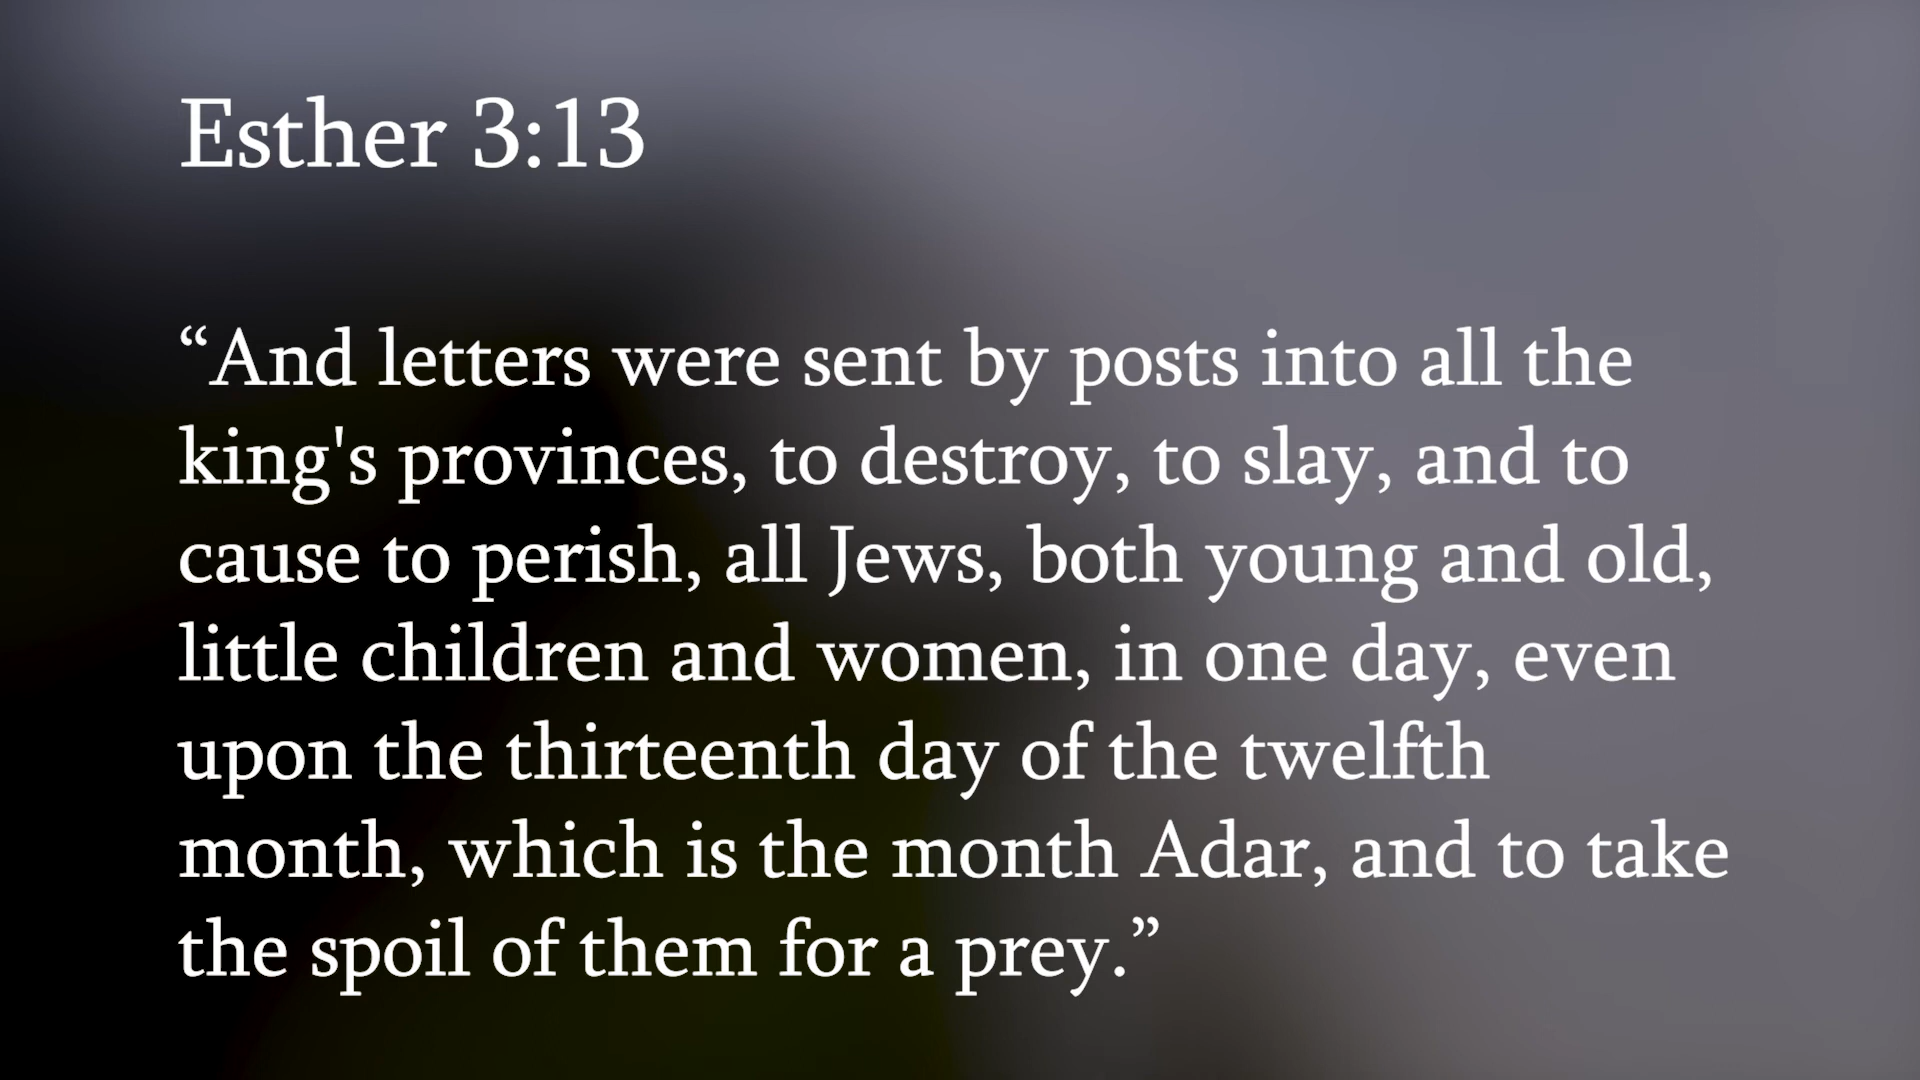 Esther 3:13
“And letters were sent by posts into all the
king's provinces, to destroy, to slay, and to
cause to perish, all Jews, both young and old,
little children and women, in one day, even
upon the thirteenth day of the twelfth
month, which is the month Adar, and to take
the spoil of them for a prey.”